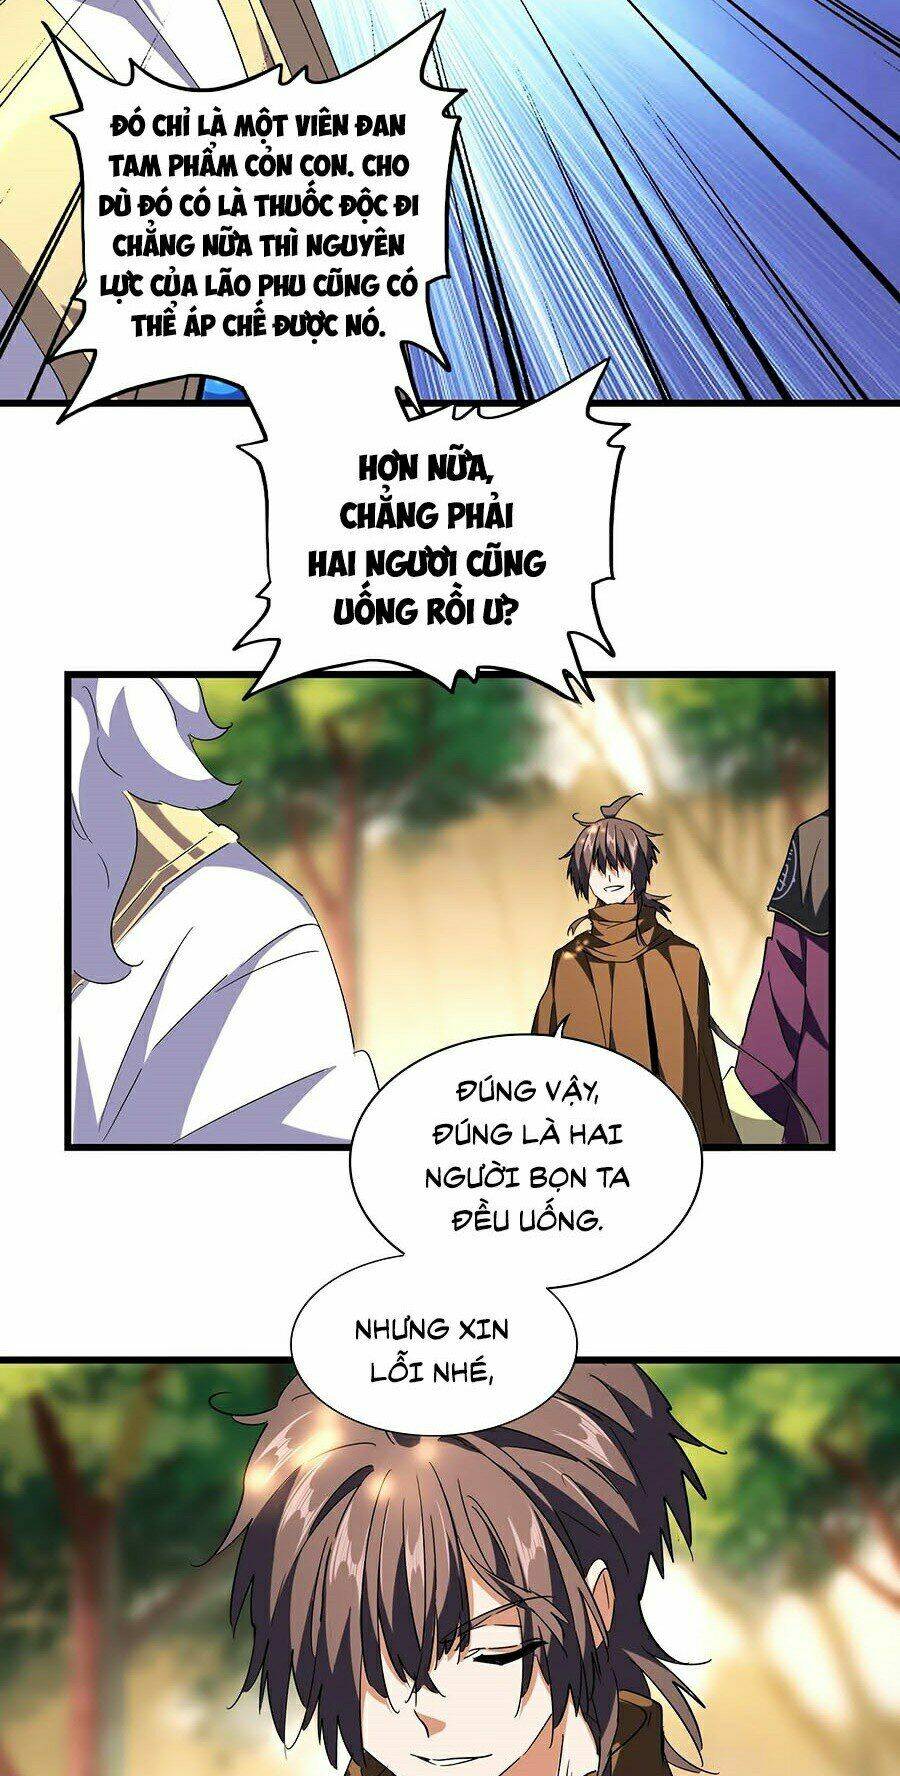 ĐÓ CHỈ LÀ MỘT VIÊN ĐAN
TAM PHẨM CỎN CON. CHO
DÙ ĐÓ CÓ LÀ THUỐC ĐỘC ĐI
CHẲNG NỮA THÌ NGUYÊN
LỰC CỦA LÃO PHU CŨNG CÓ
THỂ ÁP CHẾ ĐƯỢC NÓ.
HƠN NỮA,
CHẲNG PHẢI
HAI NGƯƠI CŨNG
UỐNG RỒI Ư?
ĐÚNG VẬY,
ĐÚNG LÀ HAI
NGƯỜI BỌN TA
ĐỀU UỐNG.
NHƯNG XIN
LỖI NHÉ,